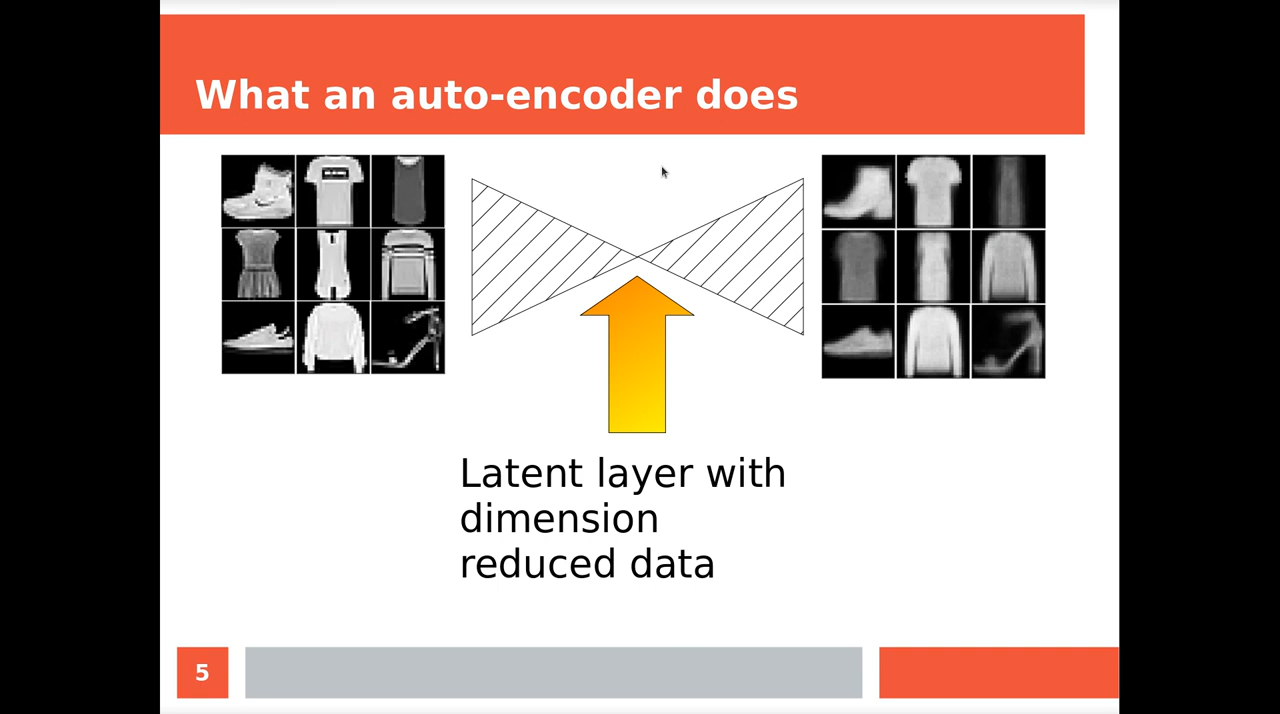 What an auto-encoder does
Latent layer with
dimension
reduced data
5